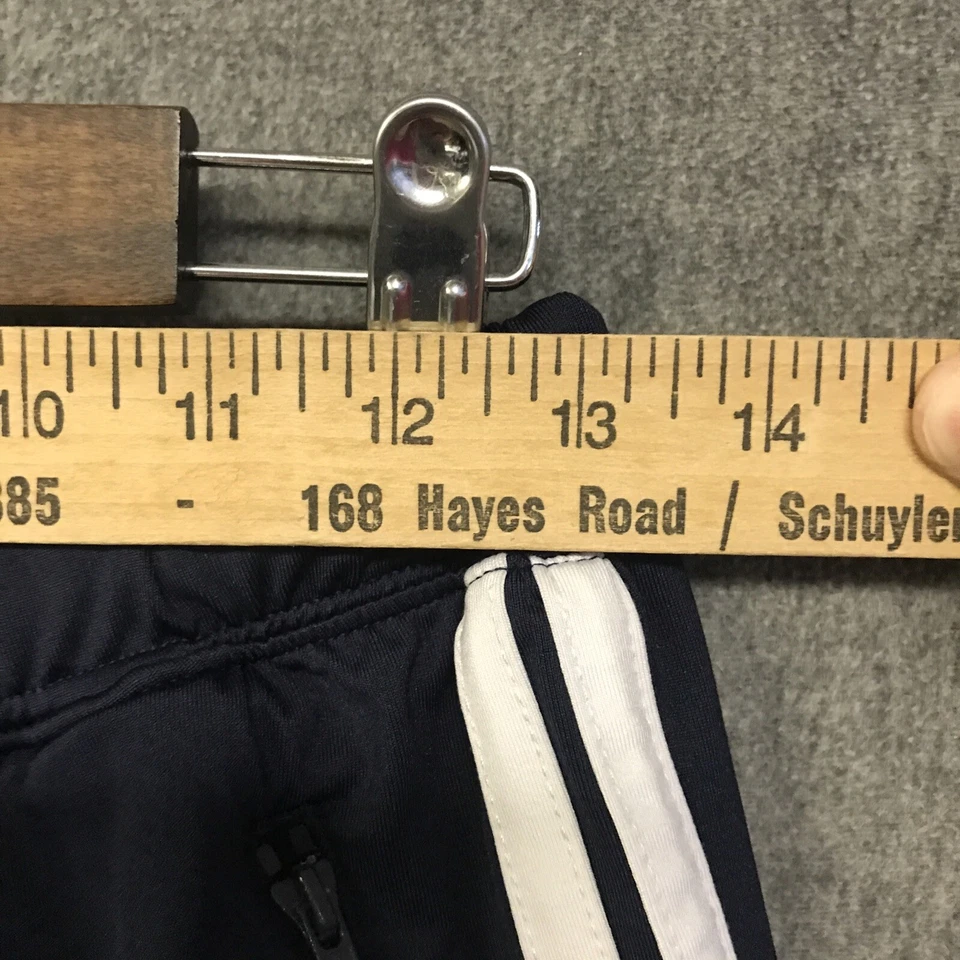 10 11 12 13 14
385 - 168 Hayes Road / Schuyler